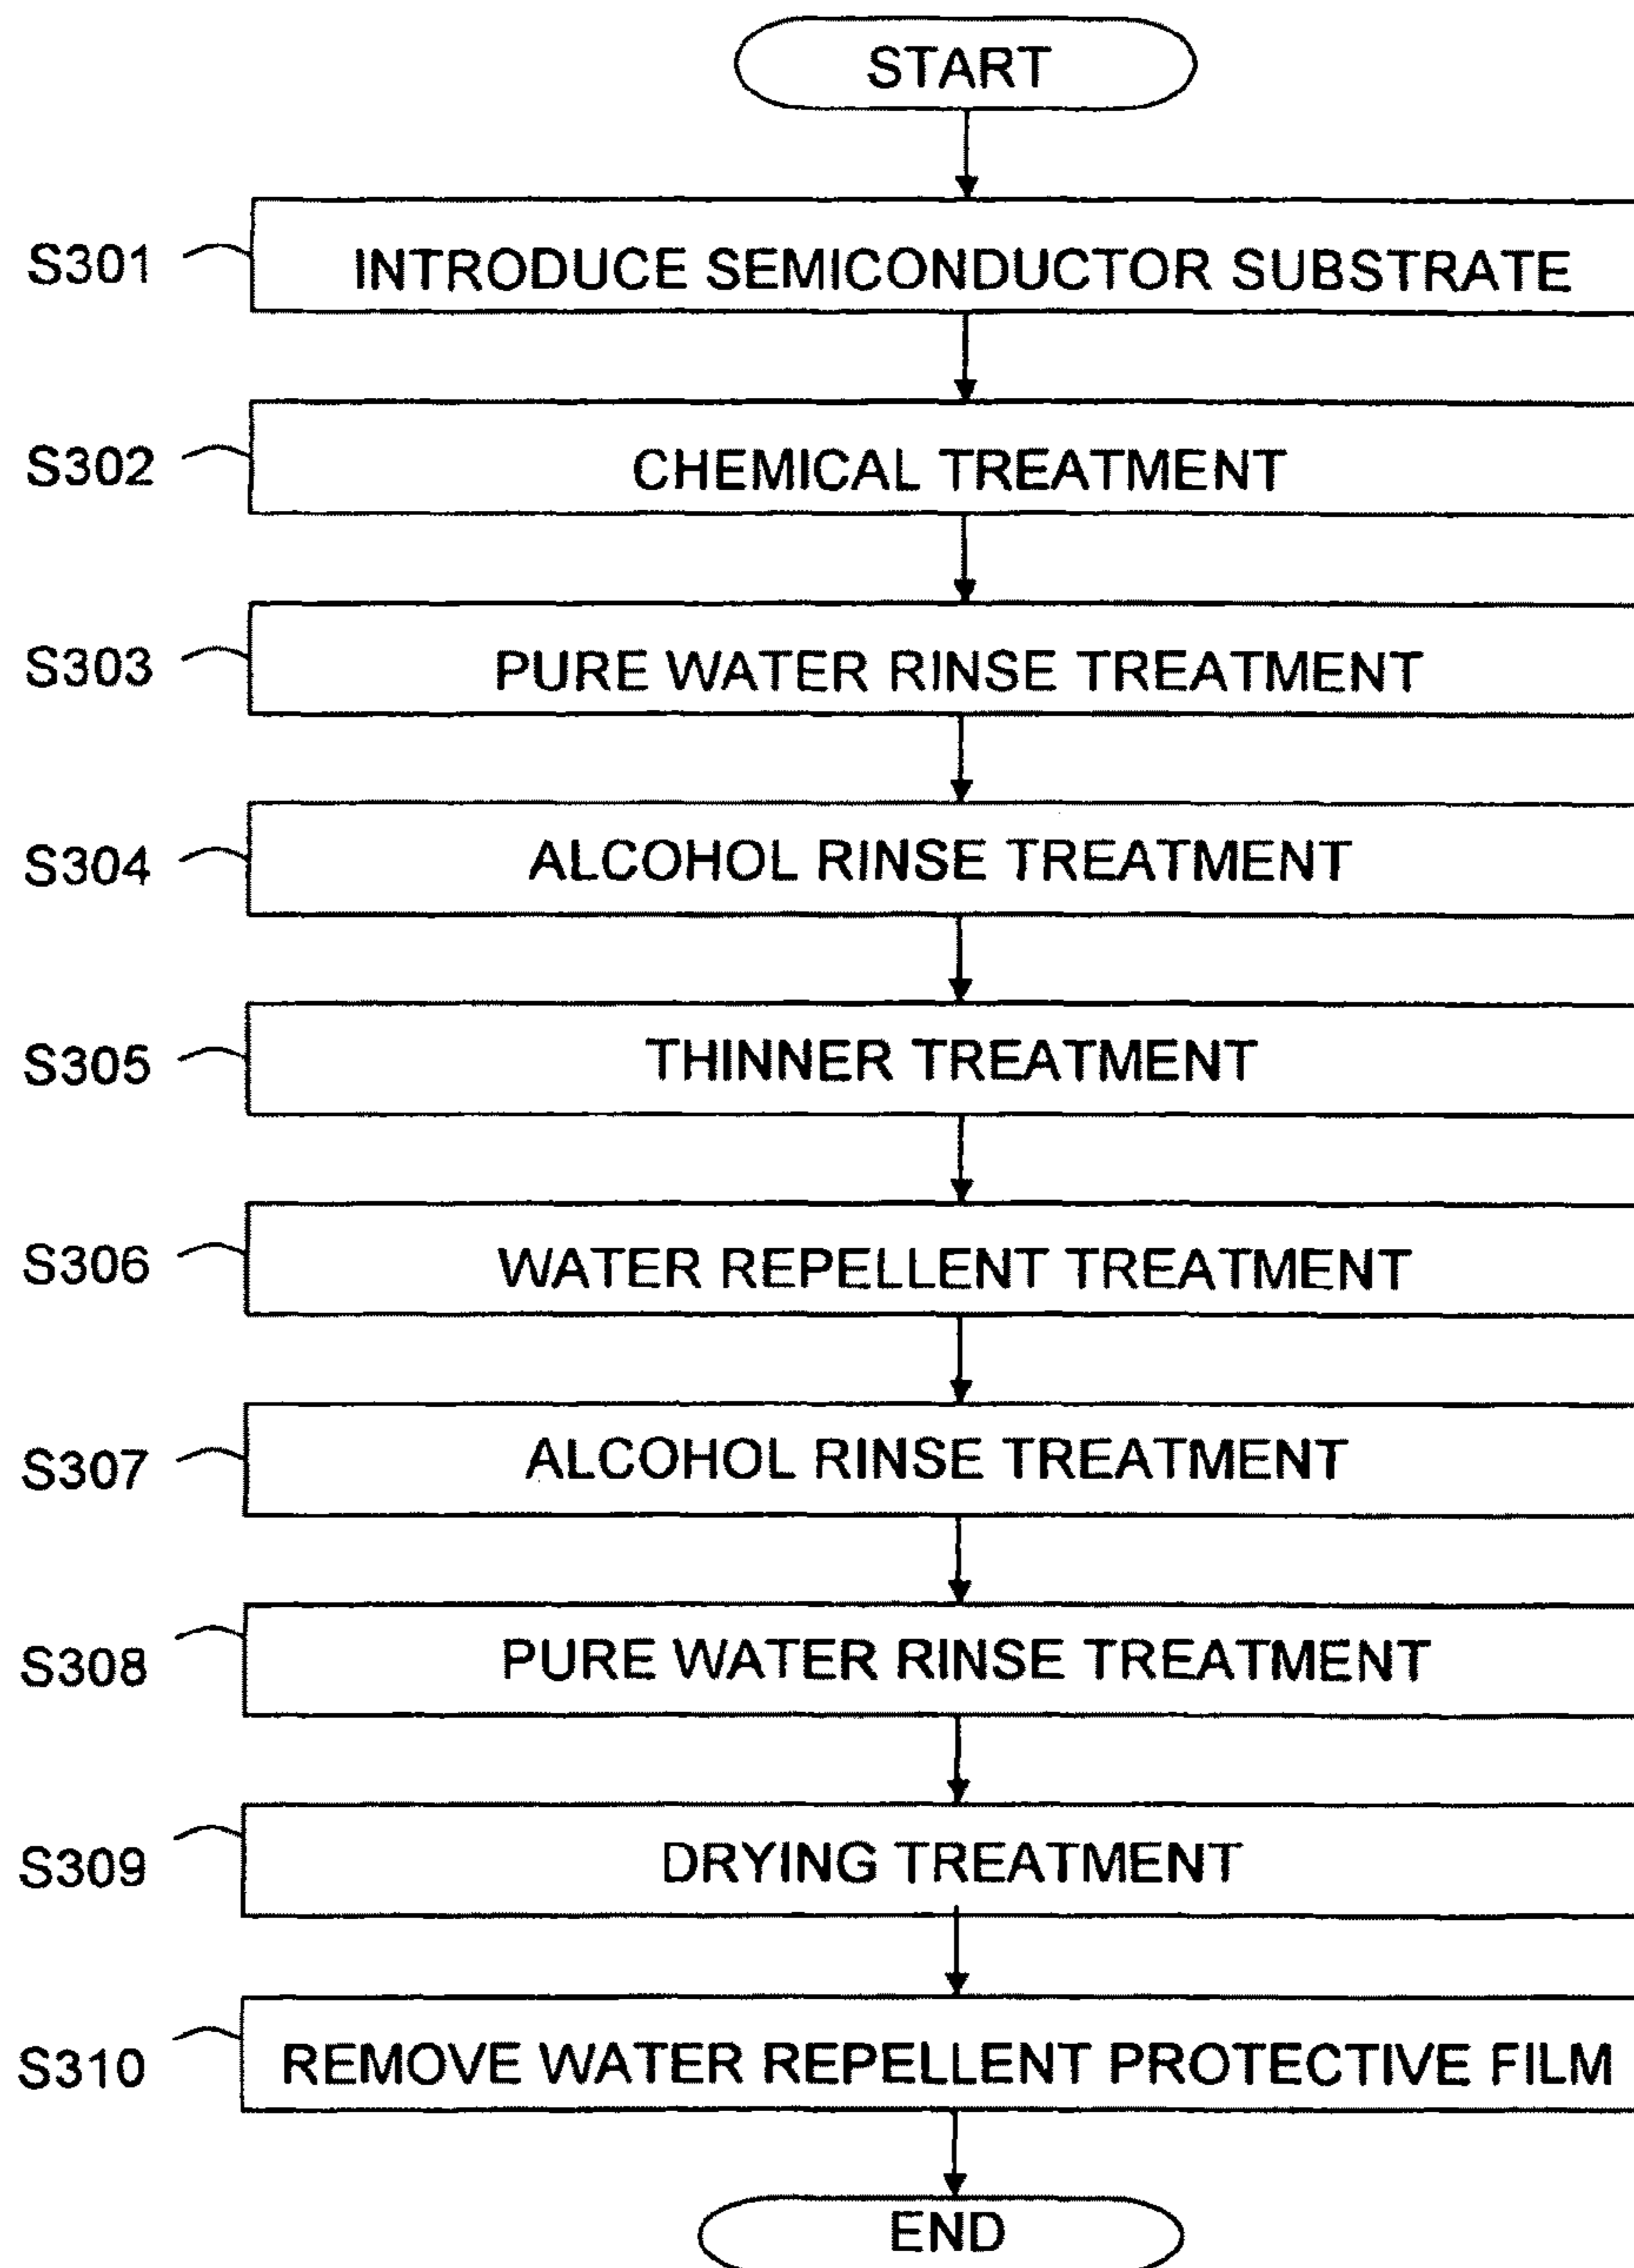 START
S301 INTRODUCE SEMICONDUCTOR SUBSTRATE
S302 CHEMICAL TREATMENT
S303 PURE WATER RINSE TREATMENT
S304 ALCOHOL RINSE TREATMENT
S305 THINNER TREATMENT
S306 WATER REPELLENT TREATMENT
S307 ALCOHOL RINSE TREATMENT
S308 PURE WATER RINSE TREATMENT
S309 DRYING TREATMENT
S310 REMOVE WATER REPELLENT PROTECTIVE FILM
END